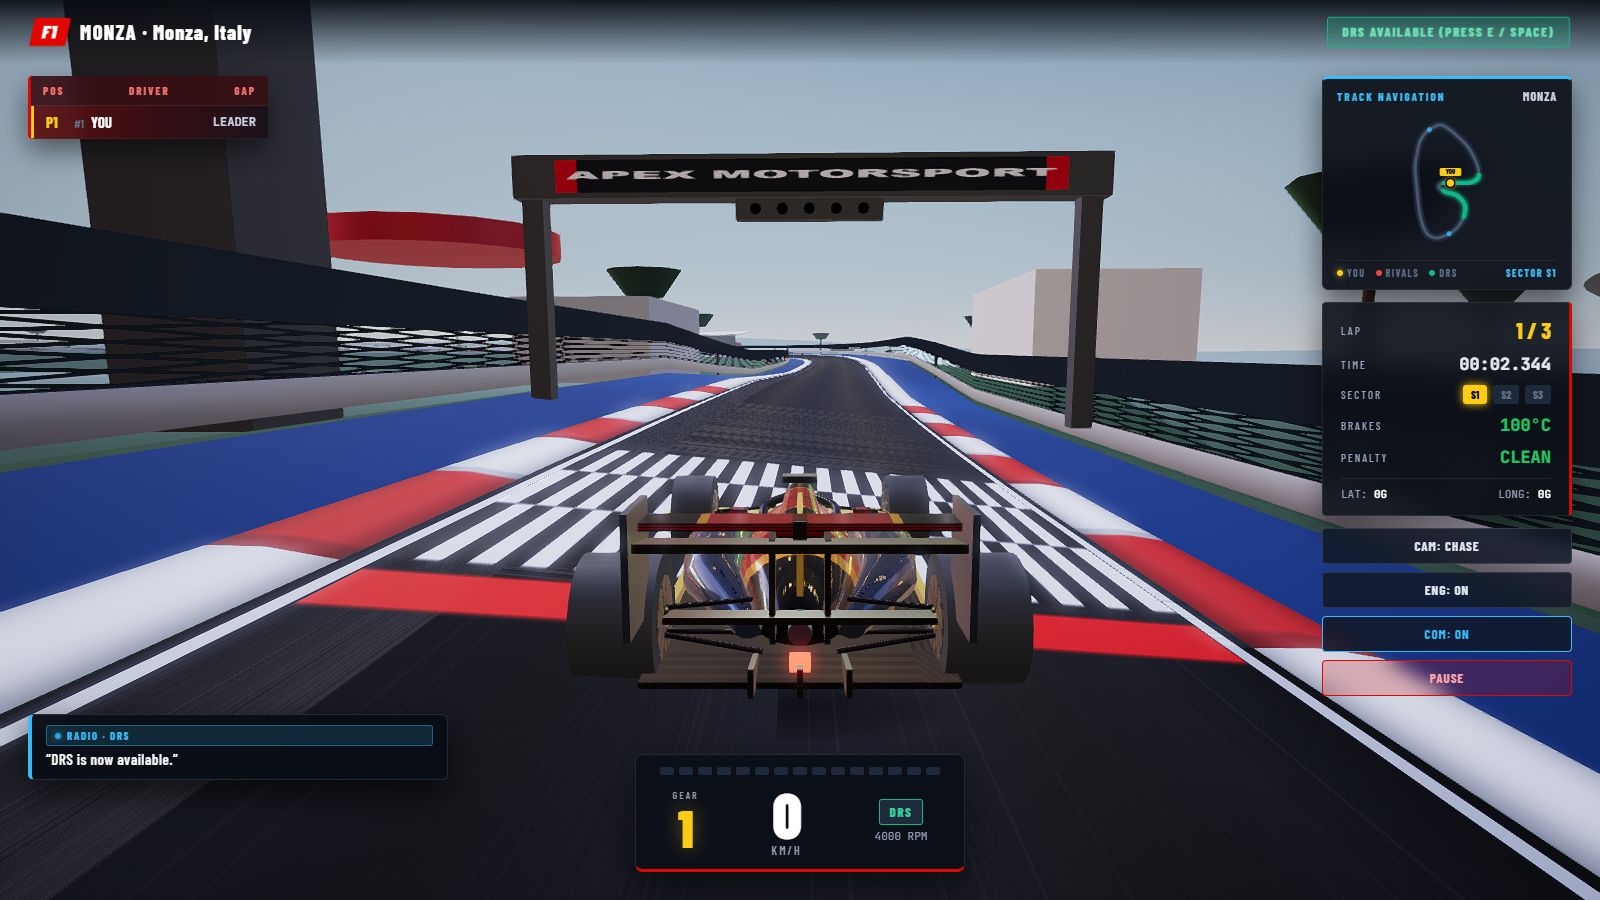 F1 MONZA · Monza, Italy
DRS AVAILABLE (PRESS E / SPACE)
POS DRIVER GAP
P1 #1 YOU LEADER
APEX MOTORSPORT
TRACK NAVIGATION MONZA
YOU
YOU RIVALS DRS SECTOR S1
LAP 1/3
TIME 00:02.344
SECTOR S1 S2 S3
BRAKES 100°C
PENALTY CLEAN
LAT: 0G LONG: 0G
CAM: CHASE
ENG: ON
COM: ON
PAUSE
RADIO · DRS
"DRS is now available."
GEAR
1
0
KM/H
DRS
4000 RPM